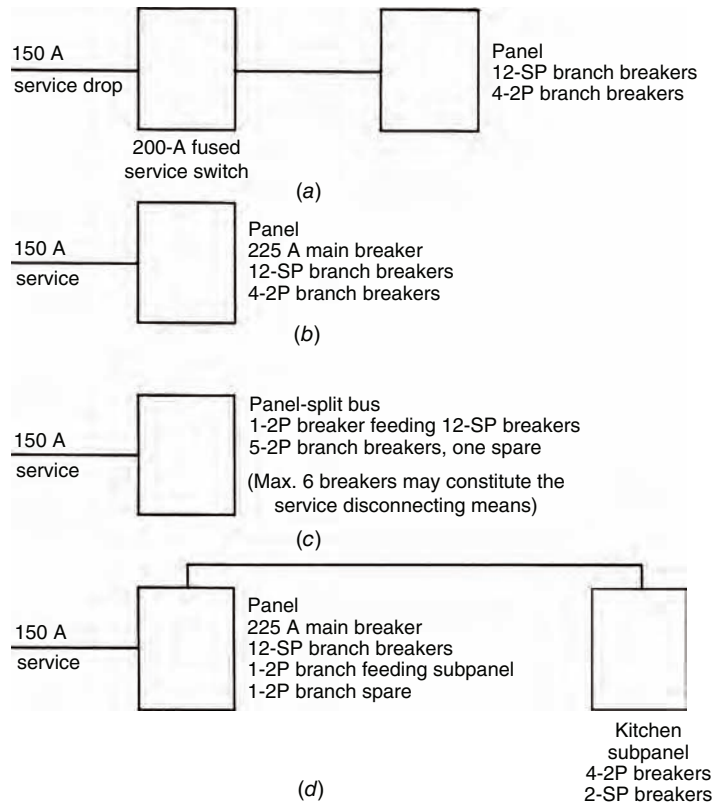 150 A
service drop
200-A fused
service switch
Panel
12-SP branch breakers
4-2P branch breakers
(a)
150 A
service
Panel
225 A main breaker
12-SP branch breakers
4-2P branch breakers
(b)
150 A
service
Panel-split bus
1-2P breaker feeding 12-SP breakers
5-2P branch breakers, one spare
(Max. 6 breakers may constitute the
service disconnecting means)
(c)
150 A
service
Panel
225 A main breaker
12-SP branch breakers
1-2P branch feeding subpanel
1-2P branch spare
Kitchen
subpanel
4-2P breakers
2-SP breakers
(d)